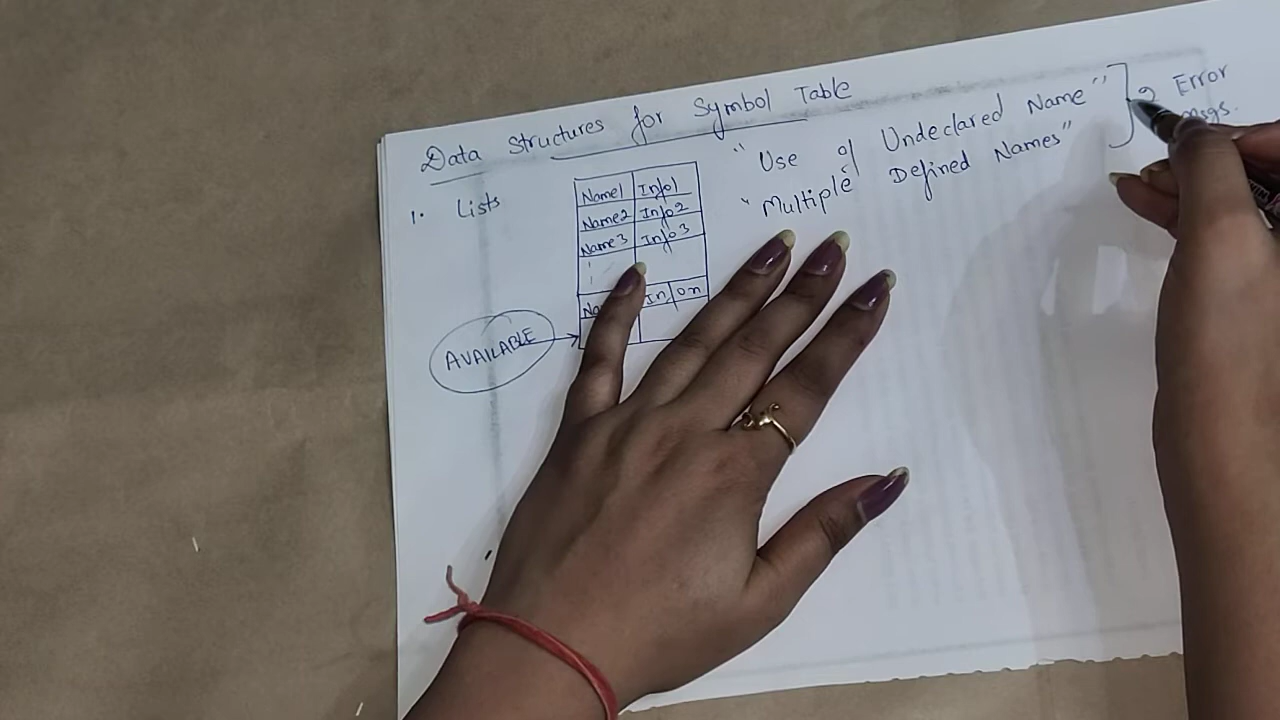 Data Structures for Symbol Table
"Use of Undeclared Name"
"Multiple Defined Names"
Error
Msgs.
1. Lists
Name1 Info1
Name2 Info2
Name3 Info3
AVAILABLE